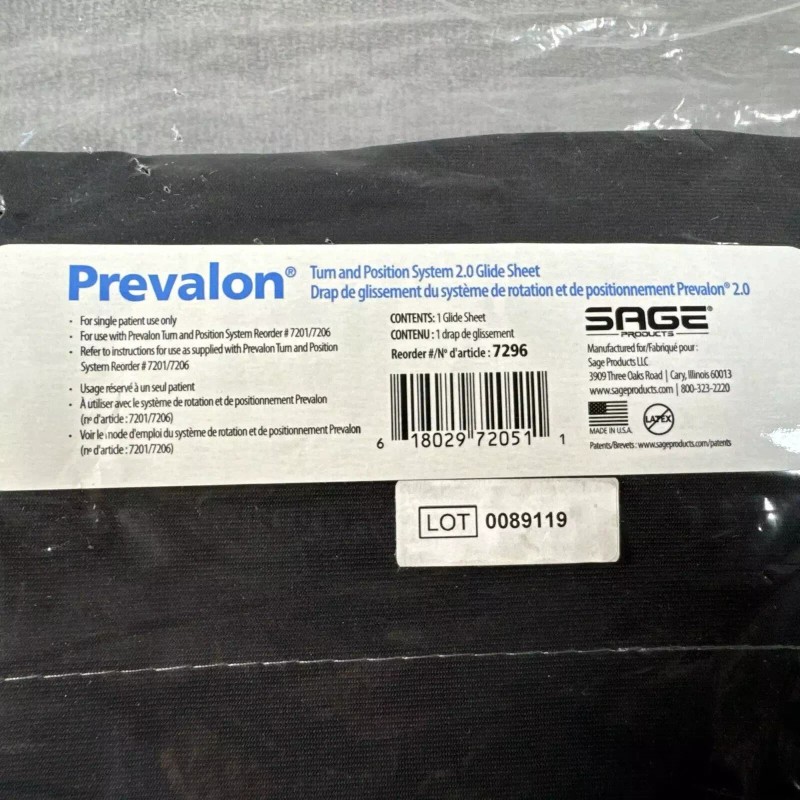 Prevalon®
Turn and Position System 2.0 Glide Sheet
Drap de glissement du système de rotation et de positionnement Prevalon® 2.0
• For single patient use only
• For use with Prevalon Turn and Position System Reorder # 7201/7206
• Refer to instructions for use as supplied with Prevalon Turn and Position
System Reorder # 7201/7206
• Usage réservé à un seul patient
• À utiliser avec le système de rotation et de positionnement Prevalon
(nº d'article : 7201/7206)
• Voir le mode d'emploi du système de rotation et de positionnement Prevalon
(nº d'article : 7201/7206)
CONTENTS: 1 Glide Sheet
CONTENU : 1 drap de glissement
Reorder #/Nº d'article : 7296
6 18029 72051 1
SAGE®
PRODUCTS
Manufactured for/Fabriqué pour :
Sage Products LLC
3909 Three Oaks Road | Cary, Illinois 60013
www.sageproducts.com | 800-323-2220
MADE IN U.S.A.
LATEX
Patents/Brevets : www.sageproducts.com/patents
LOT 0089119